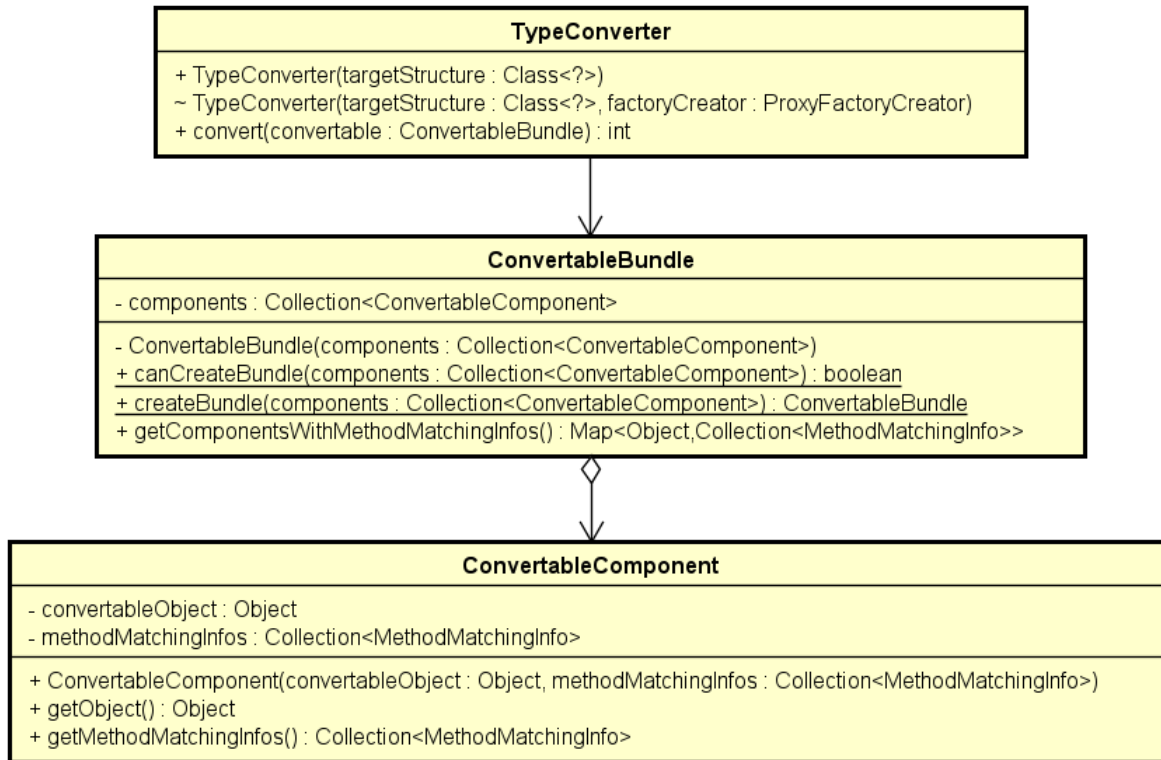 TypeConverter
+ TypeConverter(targetStructure : Class<?>)
~ TypeConverter(targetStructure : Class<?>, factoryCreator : ProxyFactoryCreator)
+ convert(convertable : ConvertableBundle) : int
ConvertableBundle
- components : Collection<ConvertableComponent>
- ConvertableBundle(components : Collection<ConvertableComponent>)
+ canCreateBundle(components : Collection<ConvertableComponent>) : boolean
+ createBundle(components : Collection<ConvertableComponent>) : ConvertableBundle
+ getComponentsWithMethodMatchingInfos() : Map<Object,Collection<MethodMatchingInfo>>
ConvertableComponent
- convertableObject : Object
- methodMatchingInfos : Collection<MethodMatchingInfo>
+ ConvertableComponent(convertableObject : Object, methodMatchingInfos : Collection<MethodMatchingInfo>)
+ getObject() : Object
+ getMethodMatchingInfos() : Collection<MethodMatchingInfo>